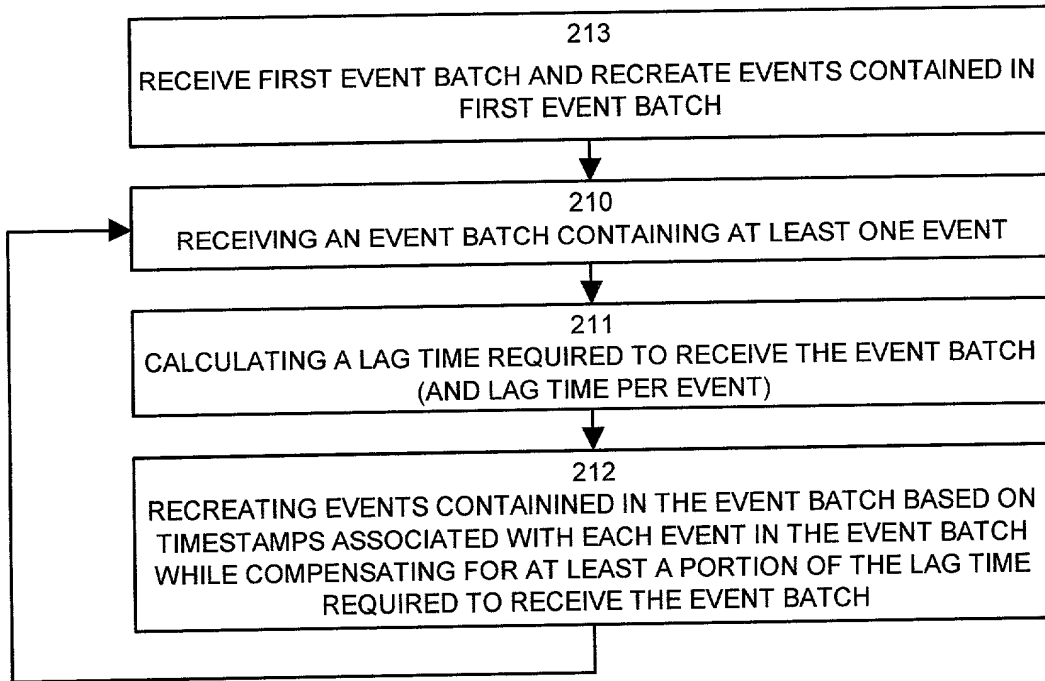 213
RECEIVE FIRST EVENT BATCH AND RECREATE EVENTS CONTAINED IN
FIRST EVENT BATCH
210
RECEIVING AN EVENT BATCH CONTAINING AT LEAST ONE EVENT
211
CALCULATING A LAG TIME REQUIRED TO RECEIVE THE EVENT BATCH
(AND LAG TIME PER EVENT)
212
RECREATING EVENTS CONTAININED IN THE EVENT BATCH BASED ON
TIMESTAMPS ASSOCIATED WITH EACH EVENT IN THE EVENT BATCH
WHILE COMPENSATING FOR AT LEAST A PORTION OF THE LAG TIME
REQUIRED TO RECEIVE THE EVENT BATCH